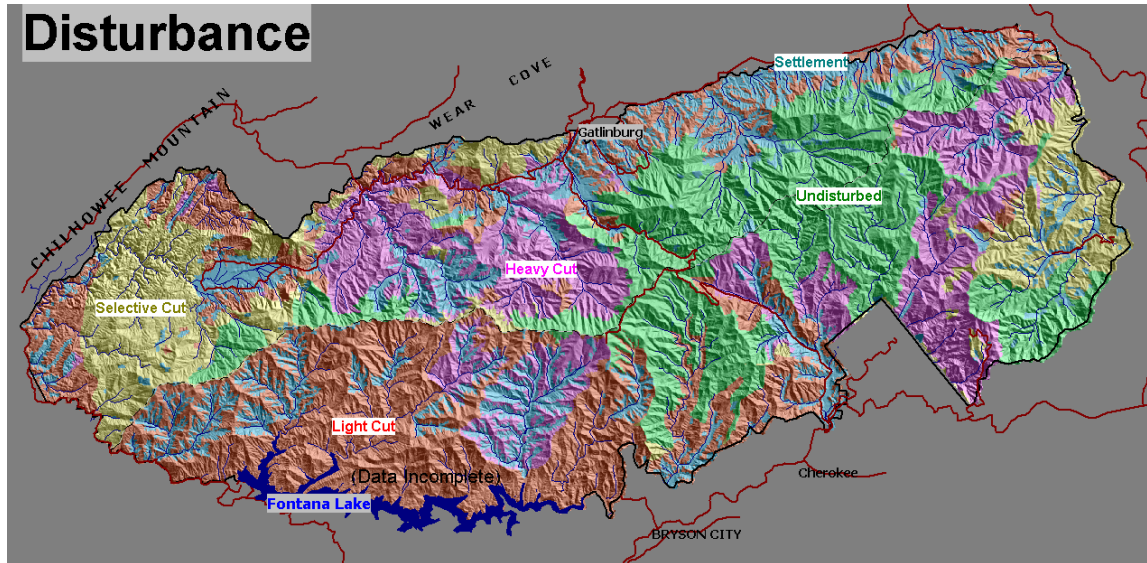 Disturbance
Settlement
WEAR COVE
Gatlinburg
CHILHOWEE MOUNTAIN
Undisturbed
Heavy Cut
Selective Cut
Light Cut
(Data Incomplete)
Cherokee
Fontana Lake
BRYSON CITY